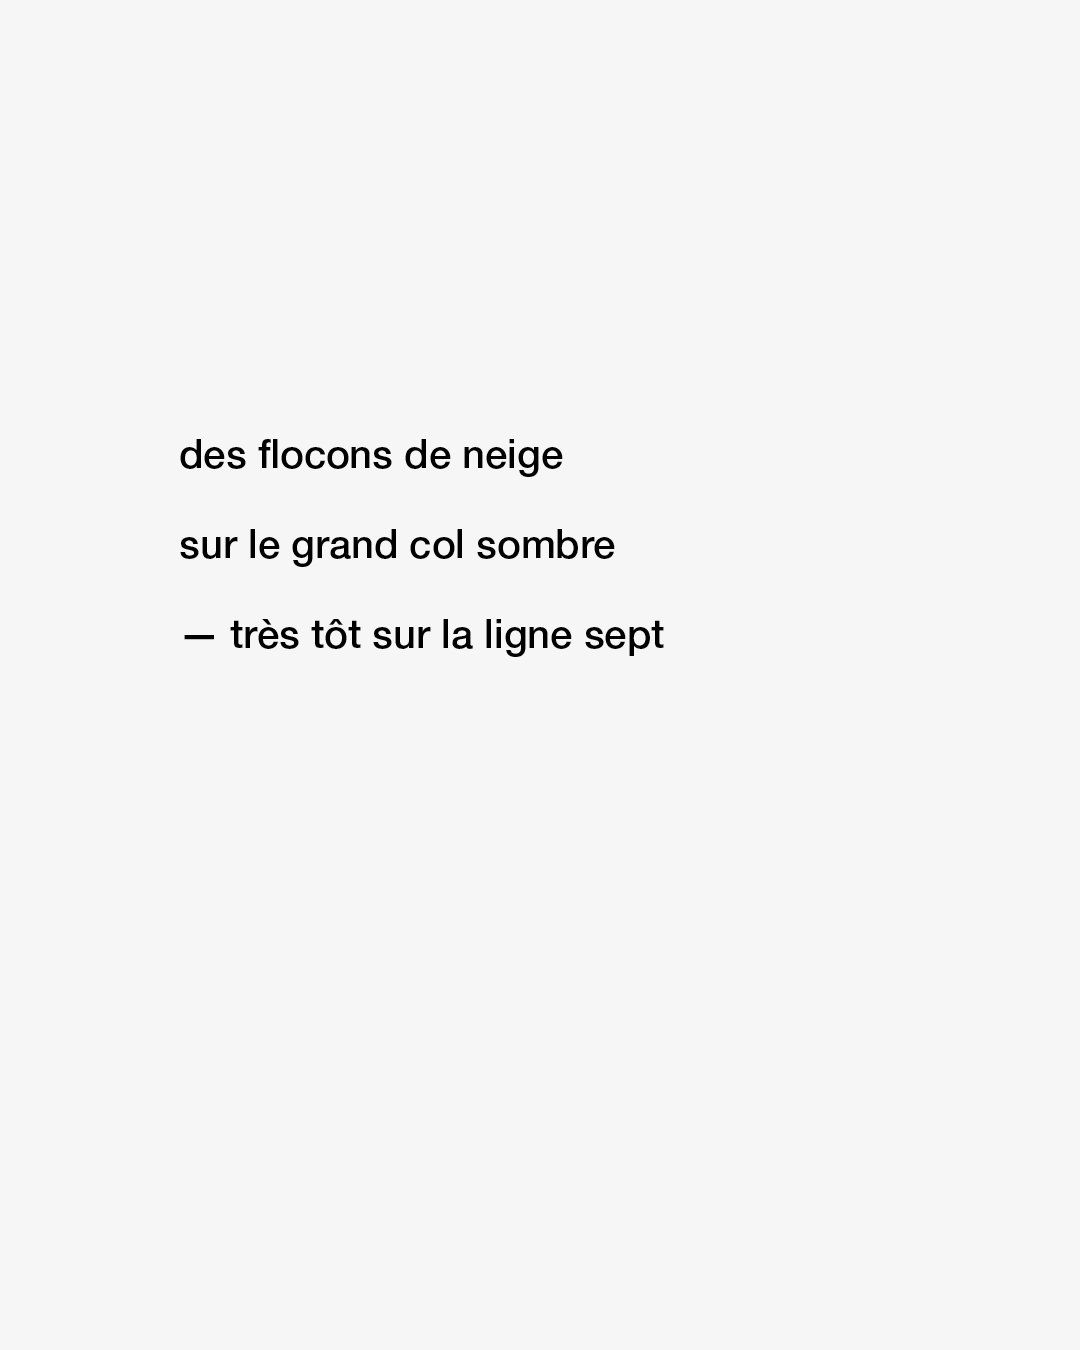 des flocons de neige
sur le grand col sombre
— très tôt sur la ligne sept